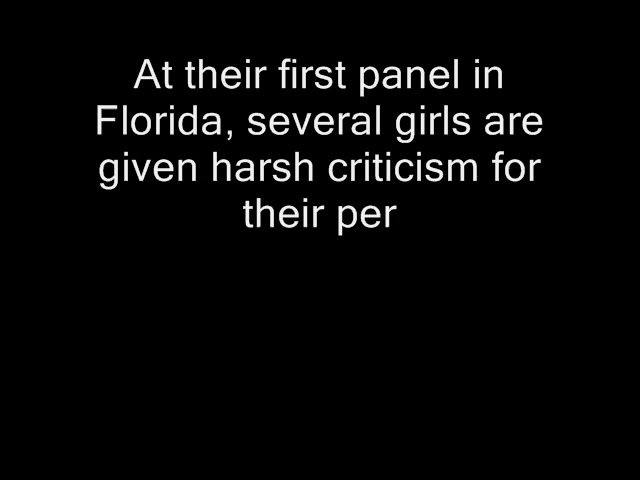 At their first panel in
Florida, several girls are
given harsh criticism for
their per